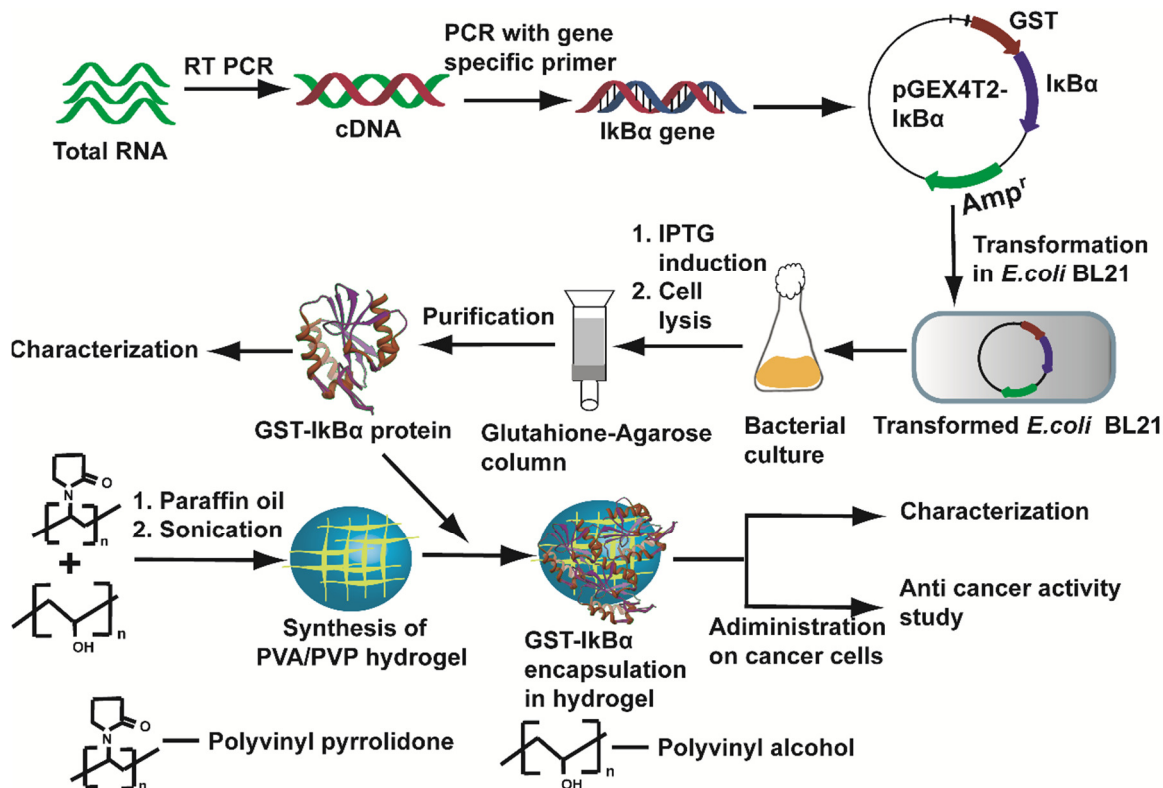 RT PCR
PCR with gene
specific primer
GST
IκBα
pGEX4T2-
IκBα
Total RNA
cDNA
IkBα gene
Ampʳ
Transformation
in E.coli BL21
1. IPTG
induction
2. Cell
lysis
Purification
Characterization
GST-IkBα protein
Glutahione-Agarose
column
Bacterial
culture
Transformed E.coli BL21
N
O
n
+
OH
n
1. Paraffin oil
2. Sonication
Synthesis of
PVA/PVP hydrogel
GST-IkBα
encapsulation
in hydrogel
Adiministration
on cancer cells
Characterization
Anti cancer activity
study
N
O
n
Polyvinyl pyrrolidone
OH
n
Polyvinyl alcohol